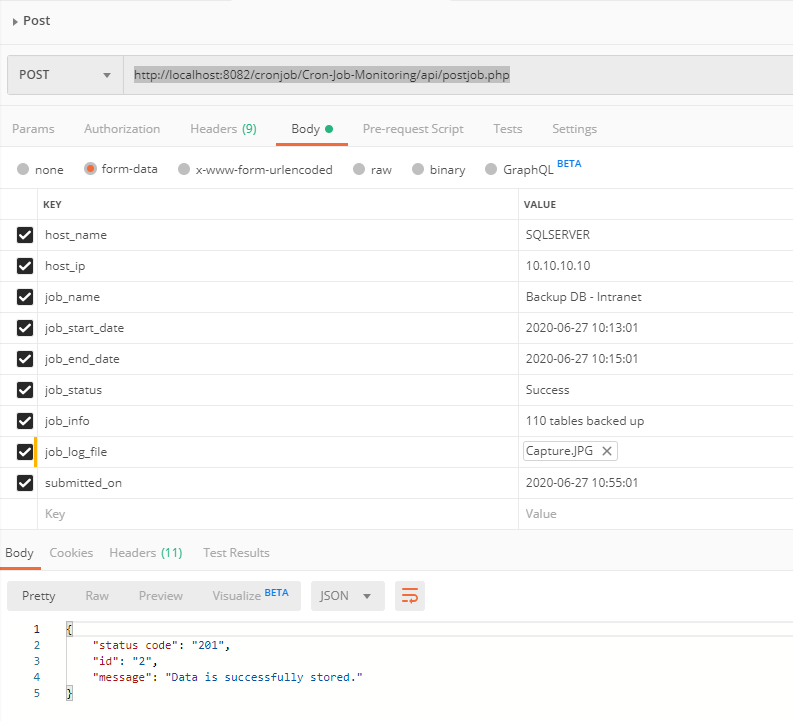 Post
POST http://localhost:8082/cronjob/Cron-Job-Monitoring/api/postjob.php
Params Authorization Headers (9) Body Pre-request Script Tests Settings
none form-data x-www-form-urlencoded raw binary GraphQL BETA
KEY VALUE
host_name SQLSERVER
host_ip 10.10.10.10
job_name Backup DB - Intranet
job_start_date 2020-06-27 10:13:01
job_end_date 2020-06-27 10:15:01
job_status Success
job_info 110 tables backed up
job_log_file Capture.JPG
submitted_on 2020-06-27 10:55:01
Key Value
Body Cookies Headers (11) Test Results
Pretty Raw Preview Visualize BETA JSON
1 {
2 "status code": "201",
3 "id": "2",
4 "message": "Data is successfully stored."
5 }